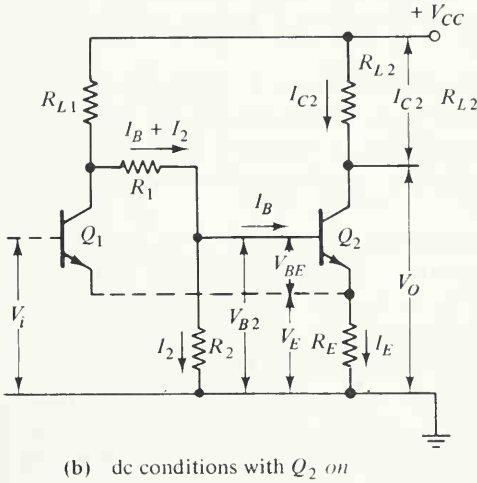 + V_CC
R_L1
R_L2
I_C2
I_C2 R_L2
I_B + I_2
R_1
Q_1
I_B
Q_2
V_BE
V_i
V_B2
V_E
V_O
I_2
R_2
R_E
I_E
(b) dc conditions with Q_2 on